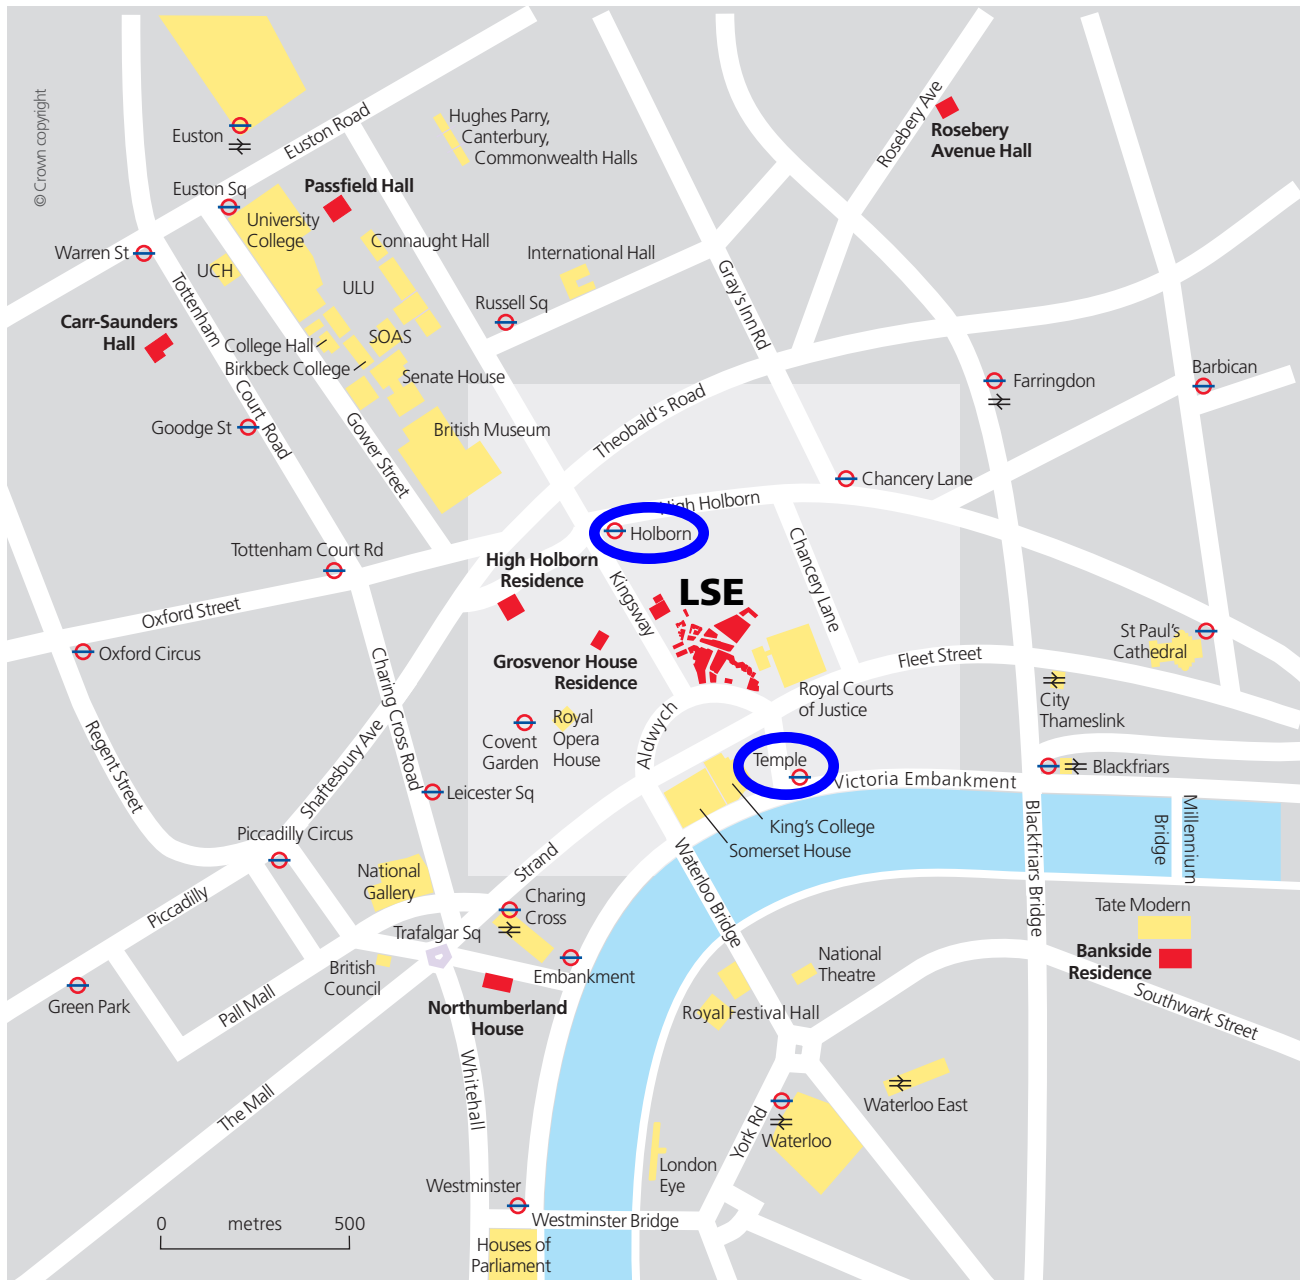 © Crown copyright
Euston
Euston Road
Hughes Parry,
Canterbury,
Commonwealth Halls
Rosebery Ave
Rosebery
Avenue Hall
Euston Sq
Passfield Hall
University
College
Connaught Hall
Warren St
UCH
ULU
International Hall
Gray's Inn Rd
Tottenham
Court Road
Russell Sq
Carr-Saunders
Hall
College Hall
SOAS
Birkbeck College
Senate House
Farringdon
Barbican
Goodge St
Gower Street
British Museum
Theobald's Road
Chancery Lane
High Holborn
Holborn
Tottenham Court Rd
High Holborn
Residence
Kingsway
LSE
Chancery Lane
Oxford Street
Oxford Circus
Grosvenor House
Residence
Fleet Street
St Paul's
Cathedral
Charing Cross Road
Royal Courts
of Justice
City
Thameslink
Regent Street
Shaftesbury Ave
Covent
Garden
Royal
Opera
House
Aldwych
Temple
Victoria Embankment
Blackfriars
Leicester Sq
Piccadilly Circus
King's College
Somerset House
Blackfriars Bridge
Millennium
Bridge
National
Gallery
Strand
Waterloo Bridge
Piccadilly
Charing
Cross
Tate Modern
Trafalgar Sq
British
Council
Embankment
National
Theatre
Bankside
Residence
Green Park
Pall Mall
Northumberland
House
Royal Festival Hall
Southwark Street
The Mall
Whitehall
Waterloo East
York Rd
Waterloo
London
Eye
Westminster
Westminster Bridge
0 metres 500
Houses of
Parliament